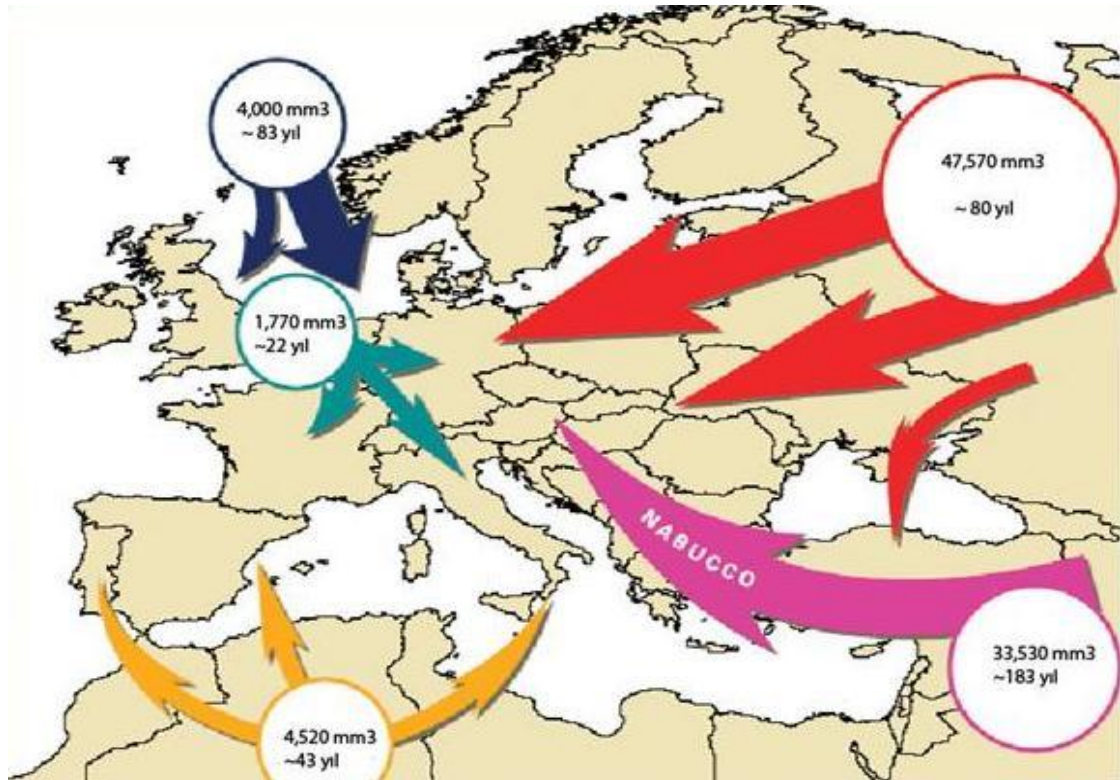 4,000 mm3
~ 83 yıl
47,570 mm3
~ 80 yıl
1,770 mm3
~22 yıl
NABUCCO
33,530 mm3
~183 yıl
4,520 mm3
~43 yıl